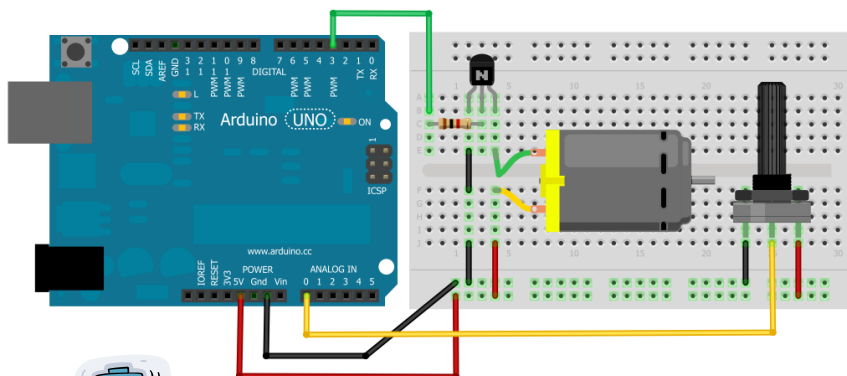 SCL
SDA
AREF
GND
13
12
PWM 11
PWM 10
PWM 9
8
DIGITAL
7
PWM 6
PWM 5
4
PWM 3
2
TX 1
RX 0
L
TX
RX
Arduino UNO
ON
1
ICSP
N
1 5 10 15 20 25 30
A
B
C
D
E
F
G
H
I
J
www.arduino.cc
POWER
ANALOG IN
IOREF
RESET
3V3
5V Gnd Vin
0 1 2 3 4 5